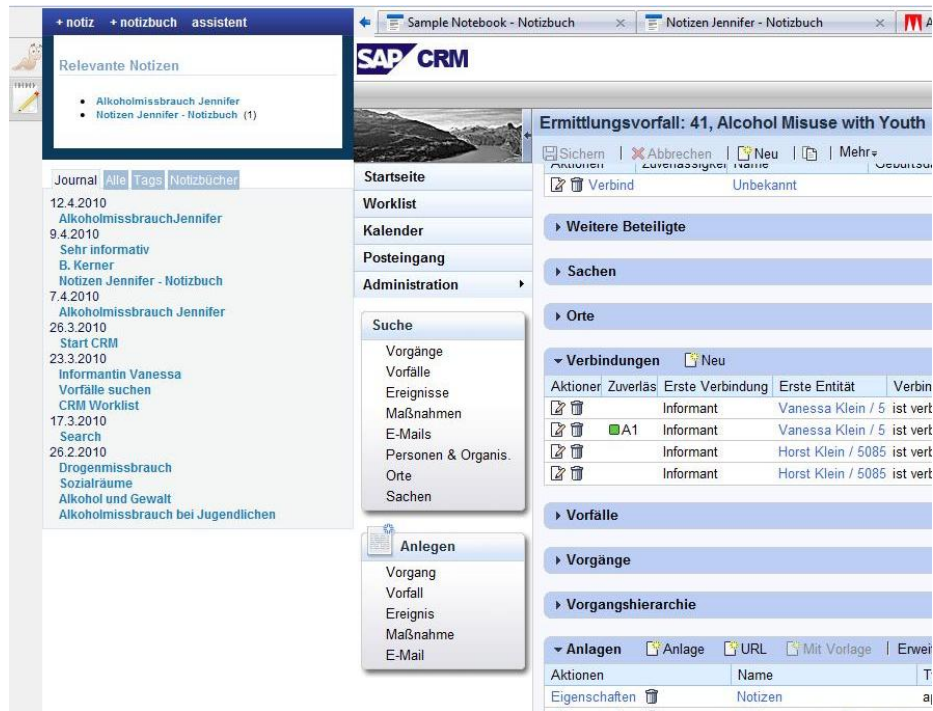 + notiz + notizbuch assistent
Relevante Notizen
Alkoholmissbrauch Jennifer
Notizen Jennifer - Notizbuch (1)
Journal Alle Tags Notizbücher
12.4.2010
AlkoholmissbrauchJennifer
9.4.2010
Sehr informativ
B. Kerner
Notizen Jennifer - Notizbuch
7.4.2010
Alkoholmissbrauch Jennifer
26.3.2010
Start CRM
23.3.2010
Informantin Vanessa
Vorfälle suchen
CRM Worklist
17.3.2010
Search
26.2.2010
Drogenmissbrauch
Sozialräume
Alkohol und Gewalt
Alkoholmissbrauch bei Jugendlichen
Sample Notebook - Notizbuch
Notizen Jennifer - Notizbuch
A
SAP CRM
Startseite
Worklist
Kalender
Posteingang
Administration
Suche
Vorgänge
Vorfälle
Ereignisse
Maßnahmen
E-Mails
Personen & Organis.
Orte
Sachen
Anlegen
Vorgang
Vorfall
Ereignis
Maßnahme
E-Mail
Ermittlungsvorfall: 41, Alcohol Misuse with Youth
Sichern | Abbrechen | Neu | Mehr
Aktionen Zuverlässigkei Name Geburtsda
Verbind Unbekannt
Weitere Beteiligte
Sachen
Orte
Verbindungen Neu
Aktioner Zuverläs Erste Verbindung Erste Entität Verbin
Informant Vanessa Klein / 5 ist verb
A1 Informant Vanessa Klein / 5 ist verb
Informant Horst Klein / 5085 ist verb
Informant Horst Klein / 5085 ist verb
Vorfälle
Vorgänge
Vorgangshierarchie
Anlagen Anlage URL Mit Vorlage | Erwei
Aktionen Name T
Eigenschaften Notizen a